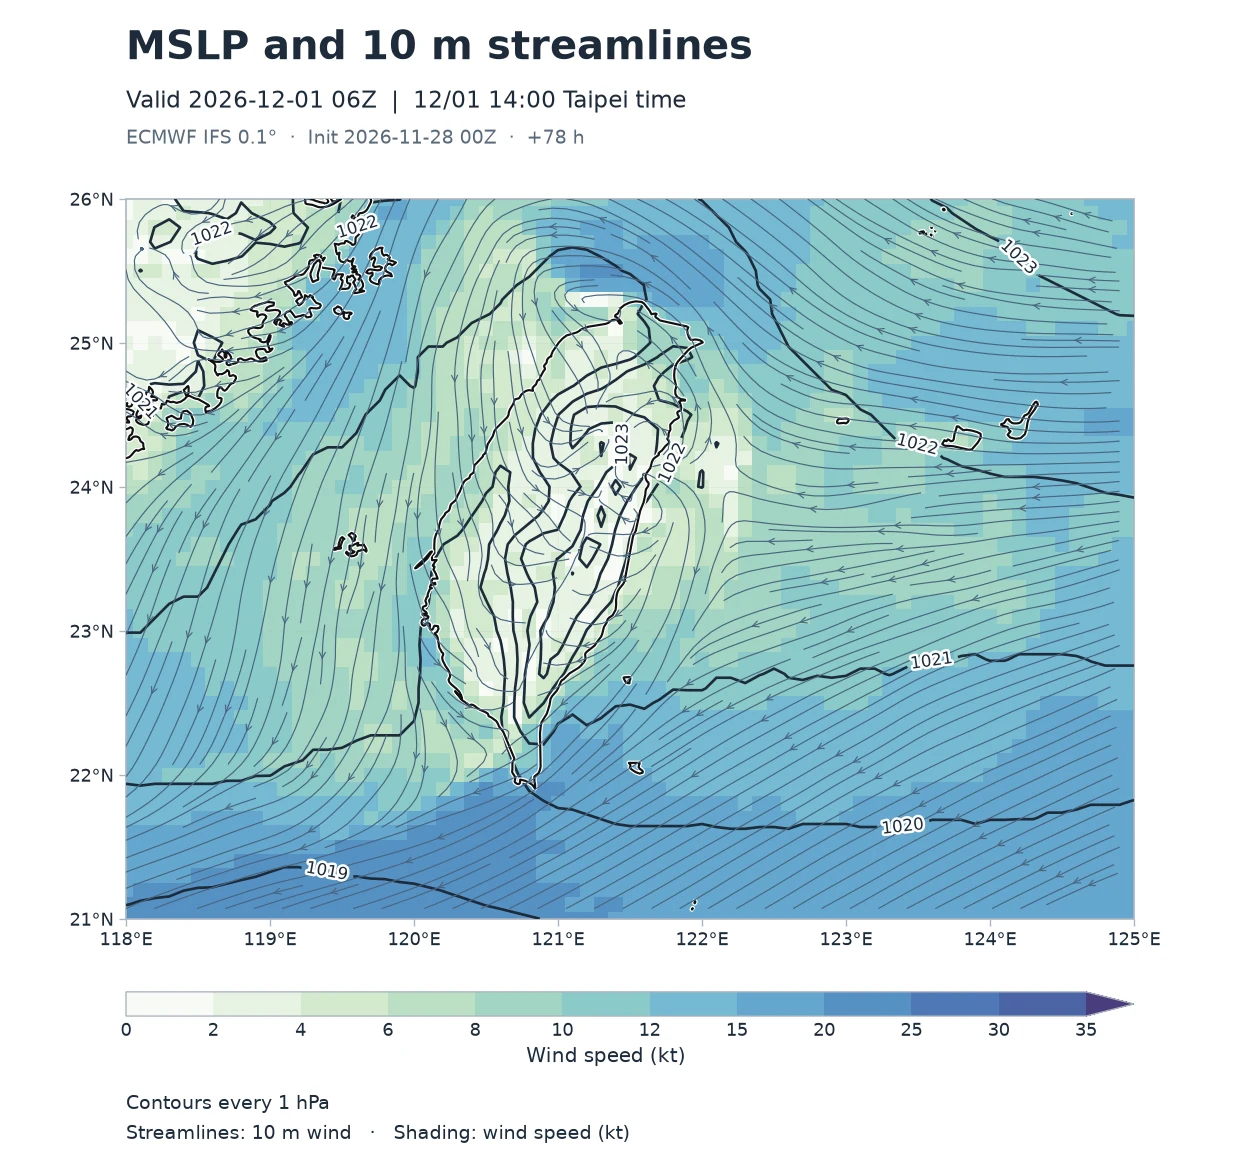 MSLP and 10 m streamlines
Valid 2026-12-01 06Z | 12/01 14:00 Taipei time
ECMWF IFS 0.1° · Init 2026-11-28 00Z · +78 h
26°N
1022
1022
1023
25°N
1021
1023
1022
1022
24°N
23°N
1021
22°N
1020
1019
21°N
118°E 119°E 120°E 121°E 122°E 123°E 124°E 125°E
0 2 4 6 8 10 12 15 20 25 30 35
Wind speed (kt)
Contours every 1 hPa
Streamlines: 10 m wind · Shading: wind speed (kt)